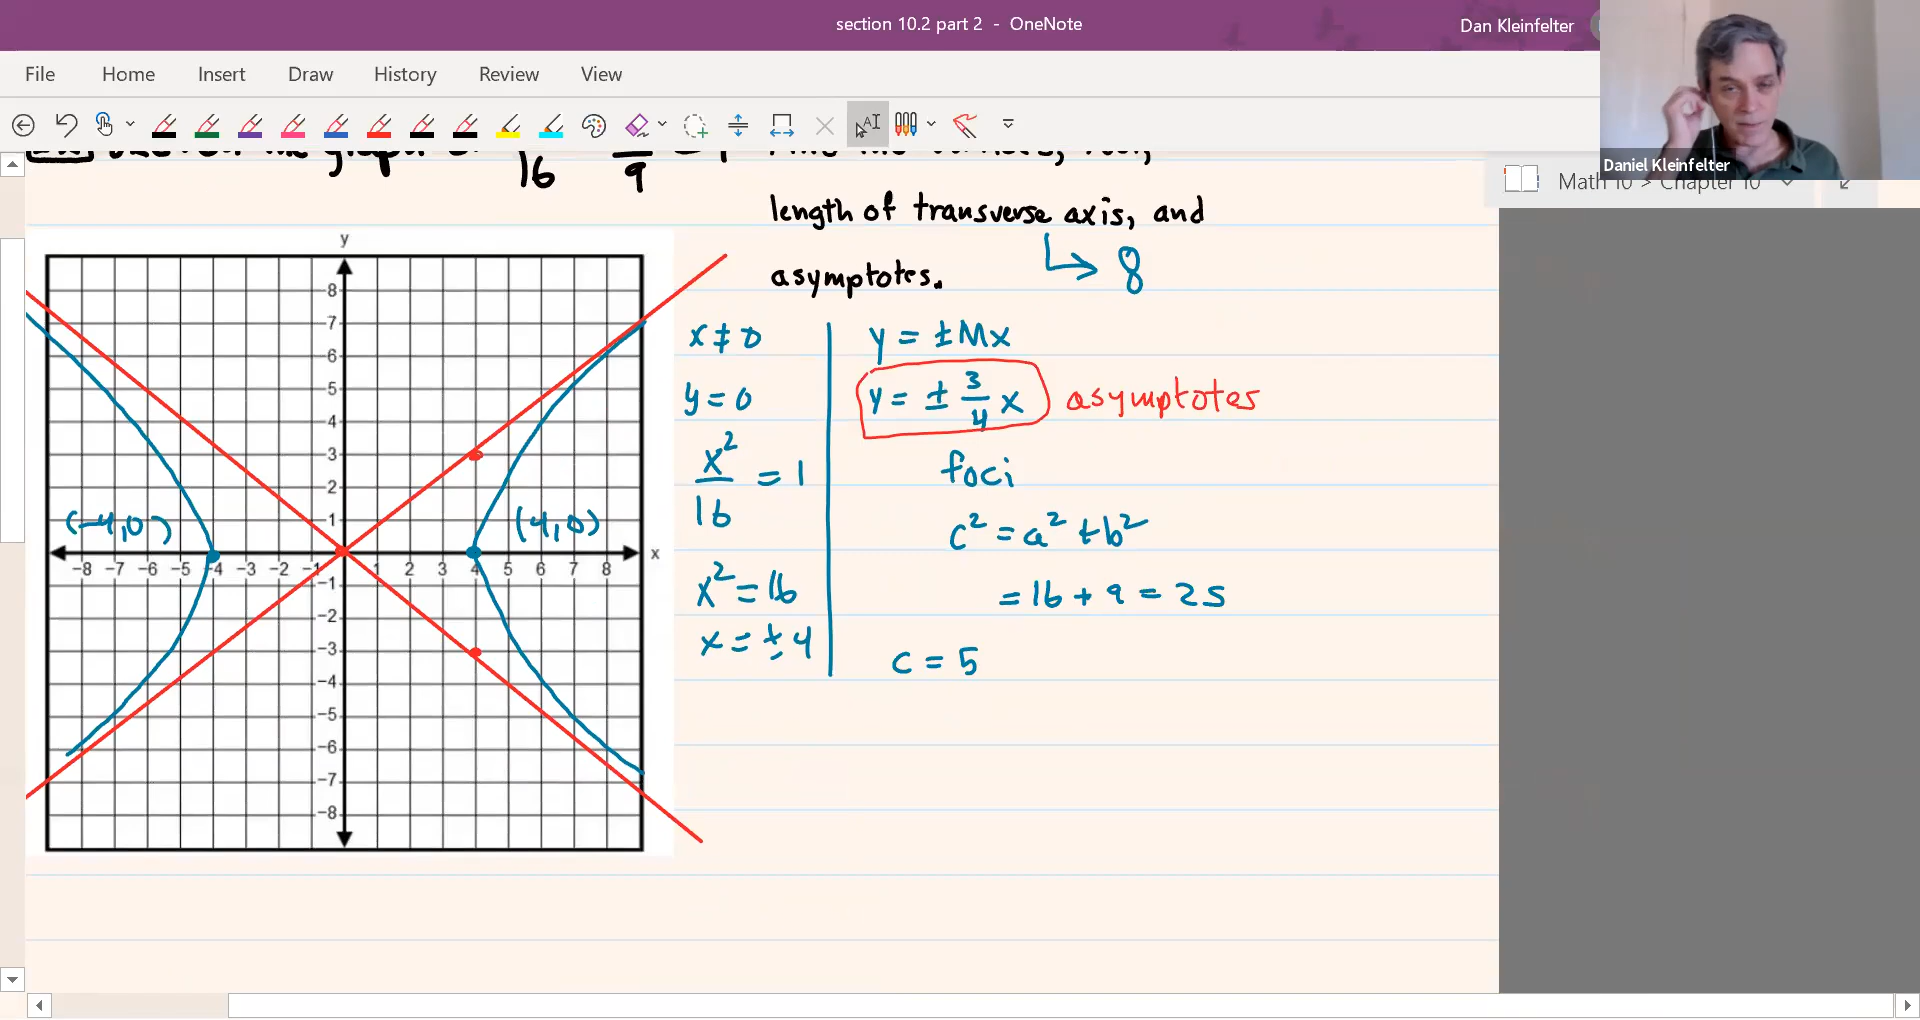 section 10.2 part 2 - OneNote
Dan Kleinfelter
File Home Insert Draw History Review View
Daniel Kleinfelter
Math 10 > Chapter 10
16 9
length of transverse axis, and
↳ 8
asymptotes.
y
8
7
6
5
4
3
2
1
-8 -7 -6 -5 -4 -3 -2 -1 2 3 4 5 6 7 8 x
-1
-2
-3
-4
-5
-6
-7
-8
(-4,0) (4,0)
x ≠ 0
y = 0
x²/16 = 1
x² = 16
x = ± 4
y = ±Mx
y = ± 3/4 x asymptotes
foci
c² = a² + b²
= 16 + 9 = 25
c = 5